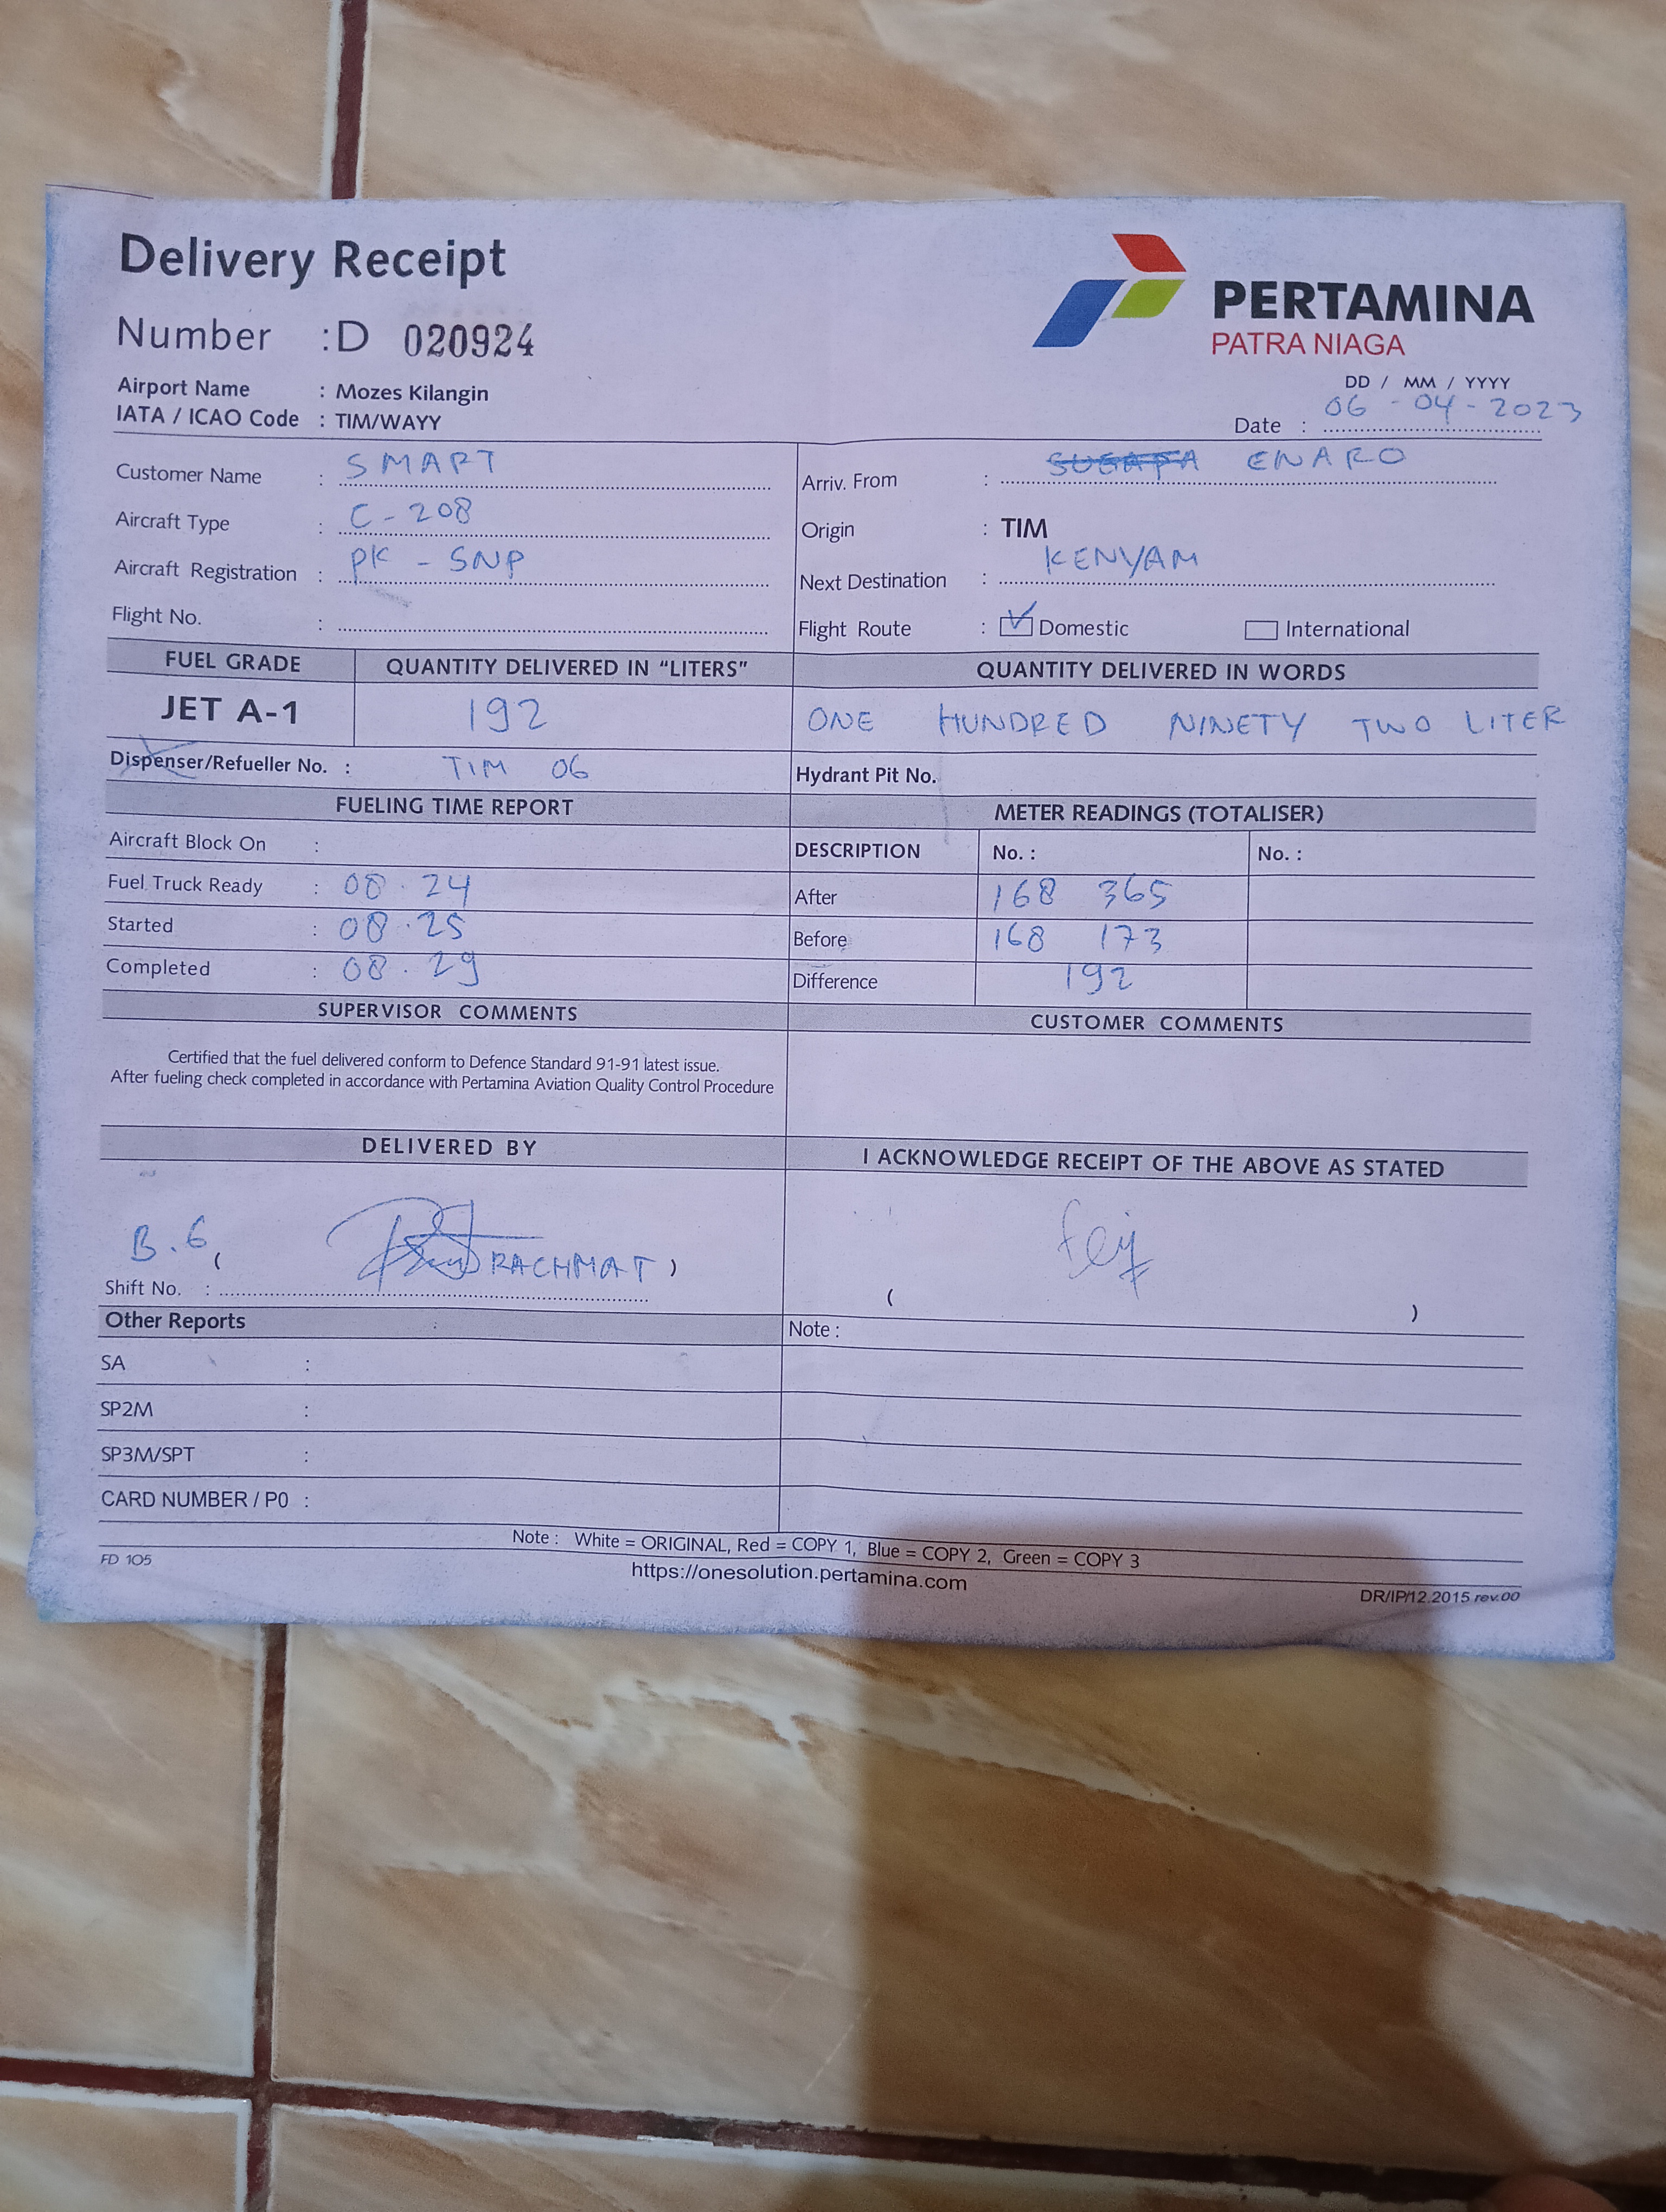 Delivery Receipt
PERTAMINA
PATRA NIAGA
Number :D 020924
Airport Name : Mozes Kilangin
IATA / ICAO Code : TIM/WAYY
DD / MM / YYYY
Date : 06 - 04 - 2023
Customer Name : SMART
Aircraft Type : C - 208
Aircraft Registration : PK - SNP
Flight No. :
Arriv. From : SUGAPA ENARO
Origin : TIM
Next Destination : KENYAM
Flight Route : Domestic International
FUEL GRADE QUANTITY DELIVERED IN “LITERS” QUANTITY DELIVERED IN WORDS
JET A-1 192 ONE HUNDRED NINETY TWO LITER
Dispenser/Refueller No. : TIM 06 Hydrant Pit No.
FUELING TIME REPORT
Aircraft Block On :
Fuel Truck Ready : 08 . 24
Started : 08 . 25
Completed : 08 . 29
METER READINGS (TOTALISER)
DESCRIPTION No. : No. :
After 168 365
Before 168 173
Difference 192
SUPERVISOR COMMENTS
Certified that the fuel delivered conform to Defence Standard 91-91 latest issue.
After fueling check completed in accordance with Pertamina Aviation Quality Control Procedure
CUSTOMER COMMENTS
DELIVERED BY
B.6 ( RACHMAT )
Shift No. :
I ACKNOWLEDGE RECEIPT OF THE ABOVE AS STATED
( )
Other Reports :
SA :
SP2M :
SP3M/SPT :
CARD NUMBER / P0 :
Note :
Note : White = ORIGINAL, Red = COPY 1, Blue = COPY 2, Green = COPY 3
FD 105
https://onesolution.pertamina.com
DR/IP/12.2015 rev.00